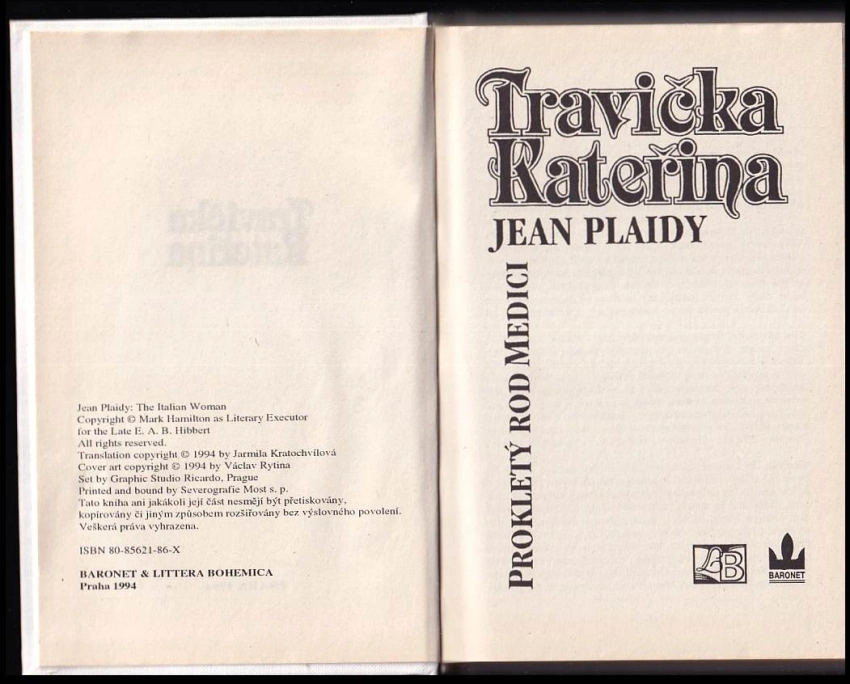 Jean Plaidy: The Italian Woman
Copyright © Mark Hamilton as Literary Executor
for the Late E. A. B. Hibbert
All rights reserved.
Translation copyright © 1994 by Jarmila Kratochvílová
Cover art copyright © 1994 by Václav Rytina
Set by Graphic Studio Ricardo, Prague
Printed and bound by Severografie Most s. p.
Tato kniha ani jakákoli její část nesmějí být přetiskovány,
kopírovány či jiným způsobem rozšiřovány bez výslovného povolení.
Veškerá práva vyhrazena.
ISBN 80-85621-86-X
BARONET & LITTERA BOHEMICA
Praha 1994
Travička
Kateřina
JEAN PLAIDY
PROKLETÝ ROD MEDICI
LB
BARONET